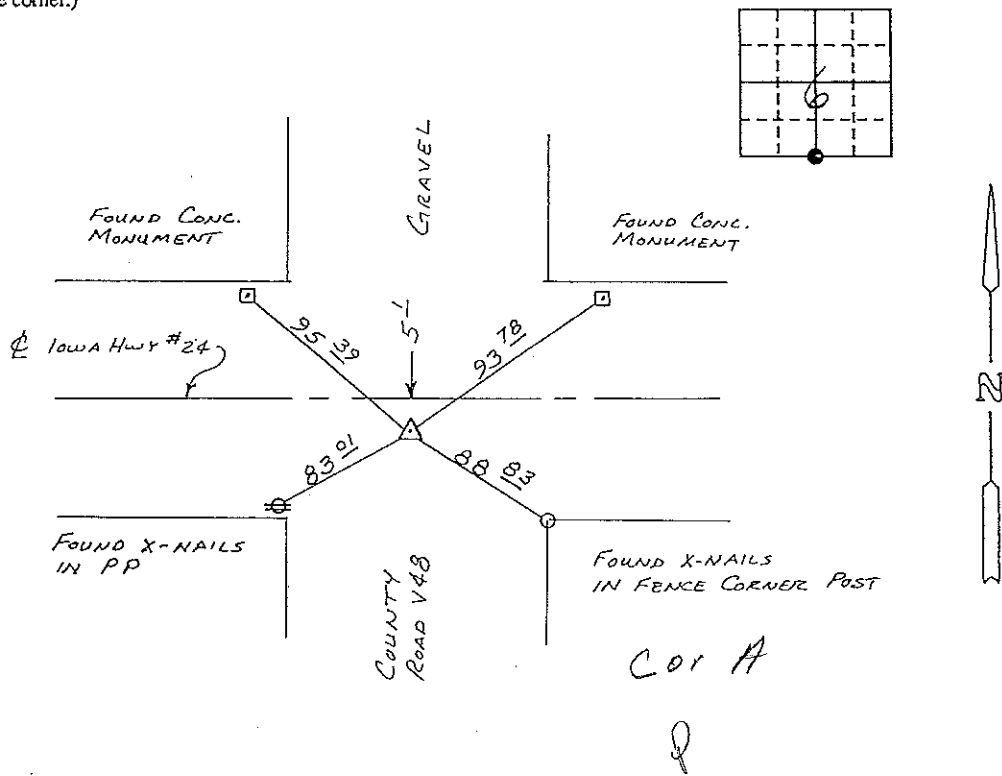 e corner.)
6
GRAVEL
FOUND CONC.
MONUMENT
FOUND CONC.
MONUMENT
95 39
5-1
93 78
℄ IOWA HWY #24
N
83 01
88 83
FOUND X-NAILS
IN PP
FOUND X-NAILS
IN FENCE CORNER POST
COUNTY
ROAD V48
Cor A